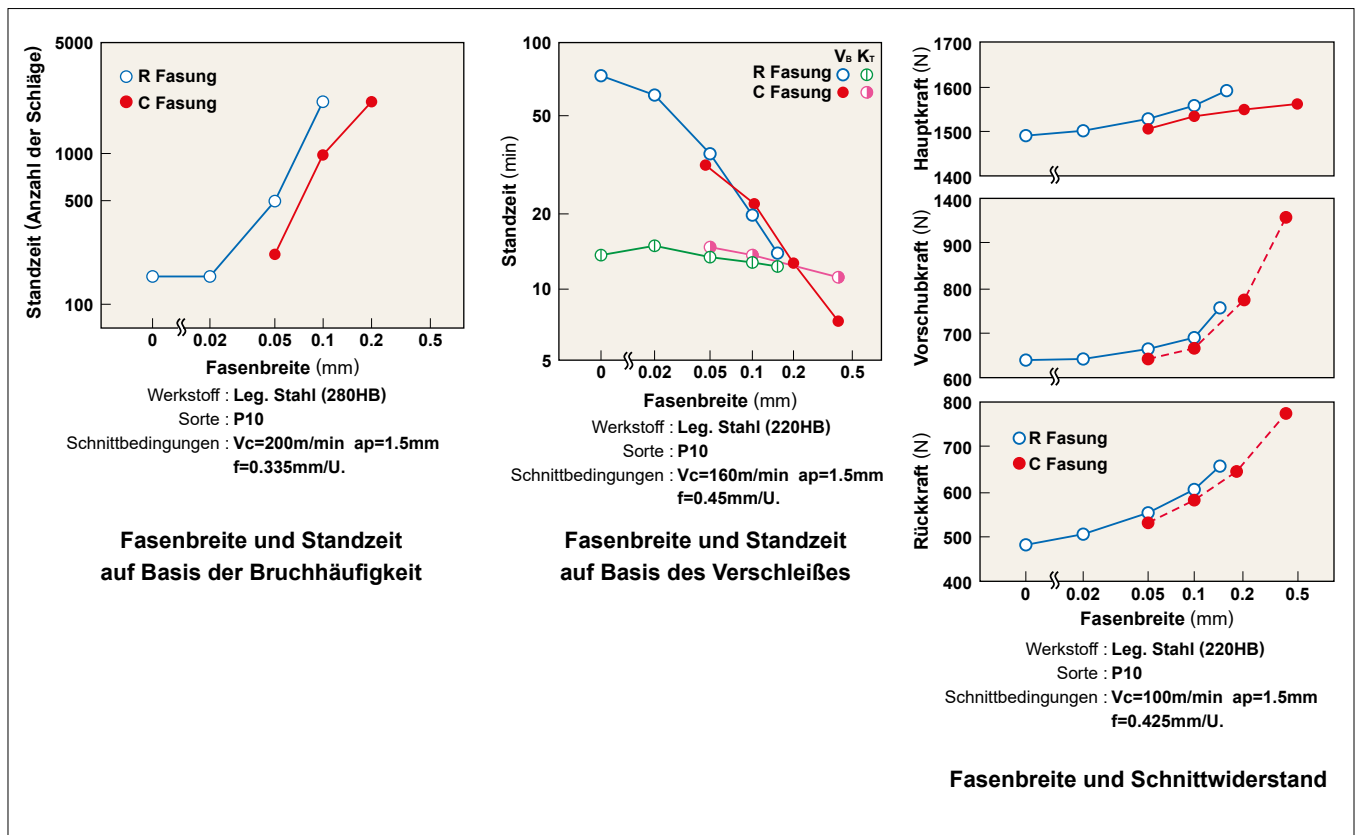 5000
1000
500
100
Standzeit (Anzahl der Schläge)
R Fasung
C Fasung
0 0.02 0.05 0.1 0.2 0.5
Fasenbreite (mm)
Werkstoff : Leg. Stahl (280HB)
Sorte : P10
Schnittbedingungen : Vc=200m/min ap=1.5mm
f=0.335mm/U.
Fasenbreite und Standzeit
auf Basis der Bruchhäufigkeit
100
50
20
10
5
Standzeit (min)
VB KT
R Fasung
C Fasung
0 0.02 0.05 0.1 0.2 0.5
Fasenbreite (mm)
Werkstoff : Leg. Stahl (220HB)
Sorte : P10
Schnittbedingungen : Vc=160m/min ap=1.5mm
f=0.45mm/U.
Fasenbreite und Standzeit
auf Basis des Verschleißes
1700
1600
1500
1400
Hauptkraft (N)
1400
900
800
700
600
Vorschubkraft (N)
800
700
600
500
400
Rückkraft (N)
R Fasung
C Fasung
0 0.02 0.05 0.1 0.2 0.5
Fasenbreite (mm)
Werkstoff : Leg. Stahl (220HB)
Sorte : P10
Schnittbedingungen : Vc=100m/min ap=1.5mm
f=0.425mm/U.
Fasenbreite und Schnittwiderstand